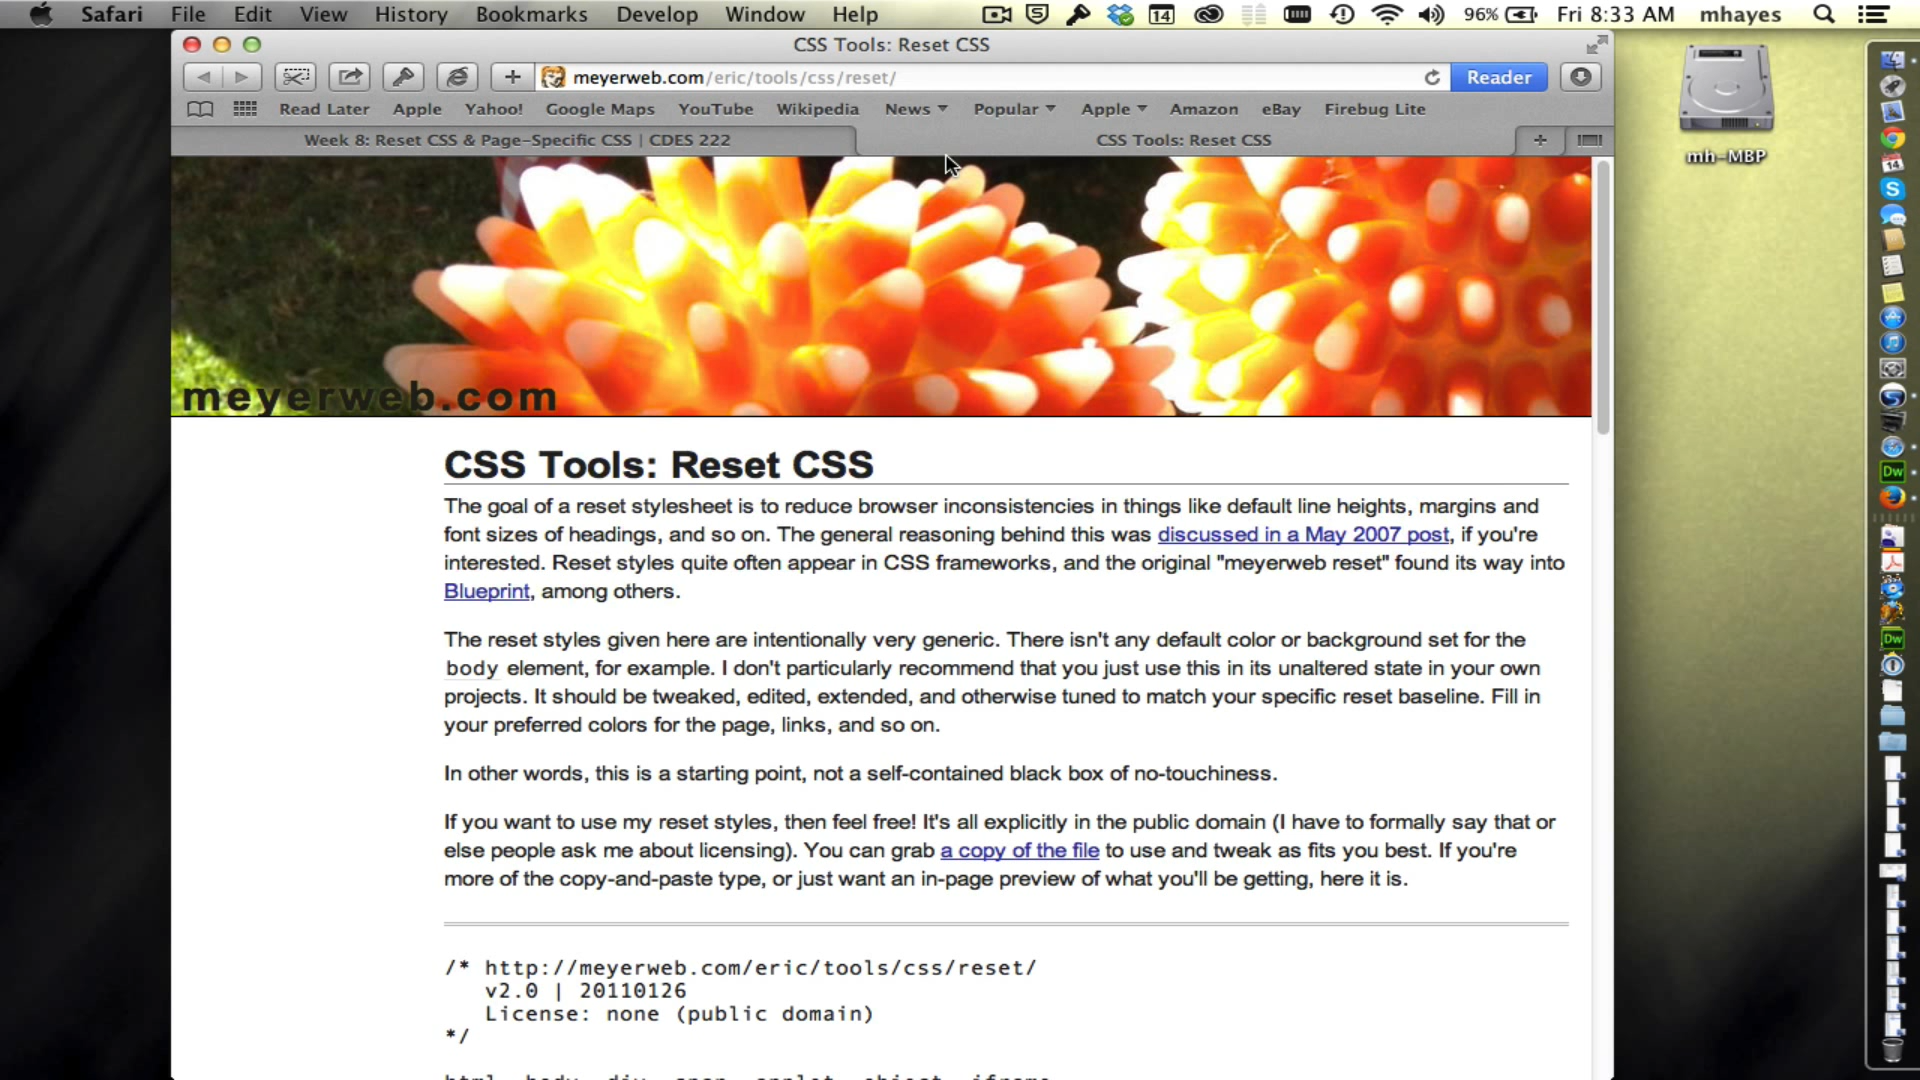 Safari File Edit View History Bookmarks Develop Window Help 14 96% Fri 8:33 AM mhayes
CSS Tools: Reset CSS
meyerweb.com/eric/tools/css/reset/ Reader
Read Later Apple Yahoo! Google Maps YouTube Wikipedia News Popular Apple Amazon eBay Firebug Lite
Week 8: Reset CSS & Page-Specific CSS | CDES 222 CSS Tools: Reset CSS
mh-MBP
meyerweb.com
CSS Tools: Reset CSS
The goal of a reset stylesheet is to reduce browser inconsistencies in things like default line heights, margins and
font sizes of headings, and so on. The general reasoning behind this was discussed in a May 2007 post, if you're
interested. Reset styles quite often appear in CSS frameworks, and the original "meyerweb reset" found its way into
Blueprint, among others.
The reset styles given here are intentionally very generic. There isn't any default color or background set for the
body element, for example. I don't particularly recommend that you just use this in its unaltered state in your own
projects. It should be tweaked, edited, extended, and otherwise tuned to match your specific reset baseline. Fill in
your preferred colors for the page, links, and so on.
In other words, this is a starting point, not a self-contained black box of no-touchiness.
If you want to use my reset styles, then feel free! It's all explicitly in the public domain (I have to formally say that or
else people ask me about licensing). You can grab a copy of the file to use and tweak as fits you best. If you're
more of the copy-and-paste type, or just want an in-page preview of what you'll be getting, here it is.
/* http://meyerweb.com/eric/tools/css/reset/
v2.0 | 20110126
License: none (public domain)
*/
html, body, div, span, applet, object, iframe,
14
S
Dw
Dw